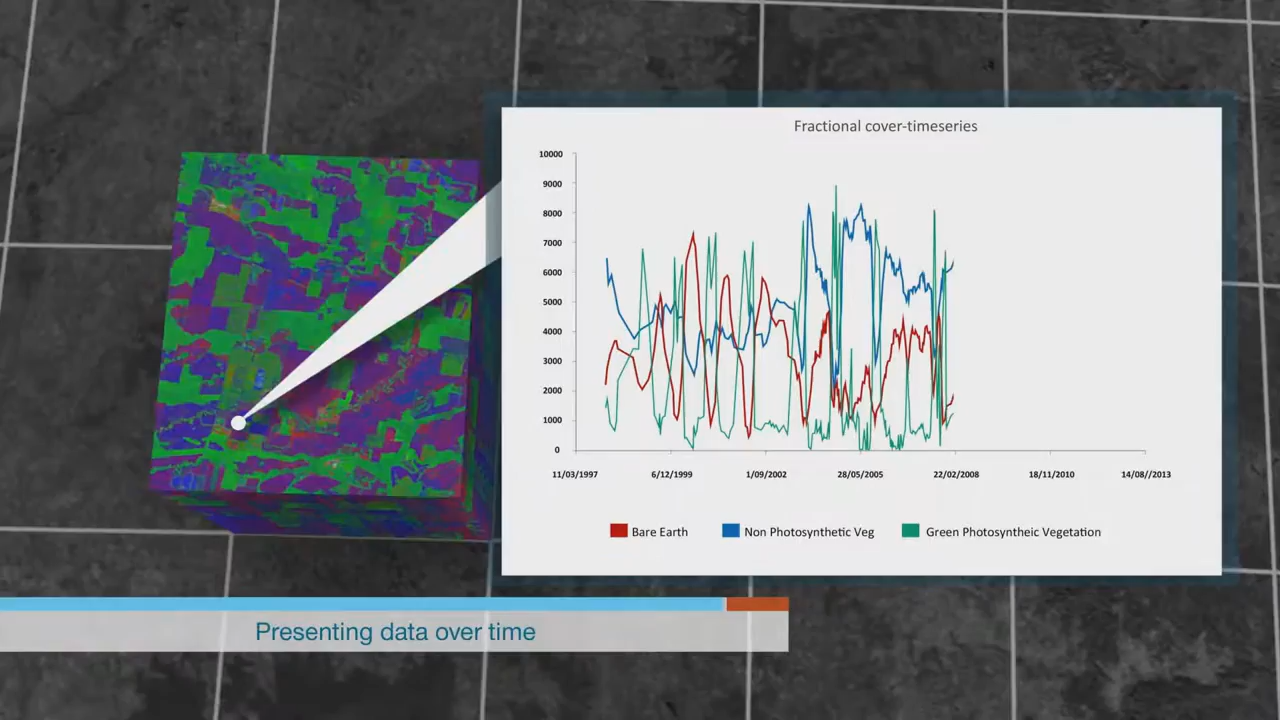 Fractional cover-timeseries
10000
9000
8000
7000
6000
5000
4000
3000
2000
1000
0
11/03/1997 6/12/1999 1/09/2002 28/05/2005 22/02/2008 18/11/2010 14/08//2013
Bare Earth Non Photosynthetic Veg Green Photosyntheic Vegetation
Presenting data over time